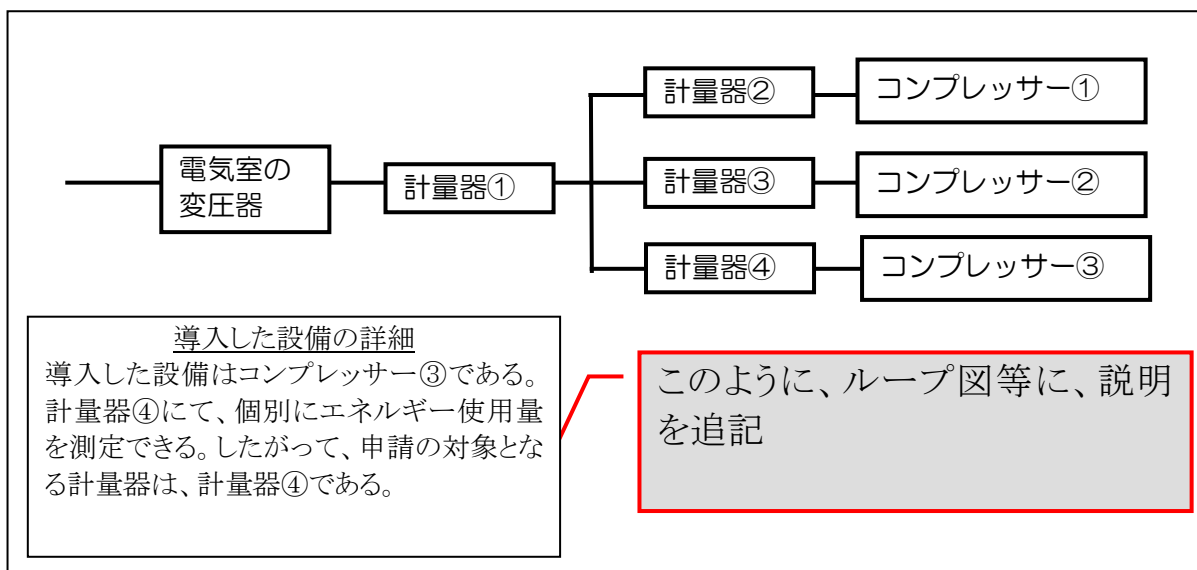 計量器②
コンプレッサー①
電気室の
変圧器
計量器①
計量器③
コンプレッサー②
計量器④
コンプレッサー③
導入した設備の詳細
導入した設備はコンプレッサー③である。
計量器④にて、個別にエネルギー使用量
を測定できる。したがって、申請の対象とな
る計量器は、計量器④である。
このように、ループ図等に、説明
を追記